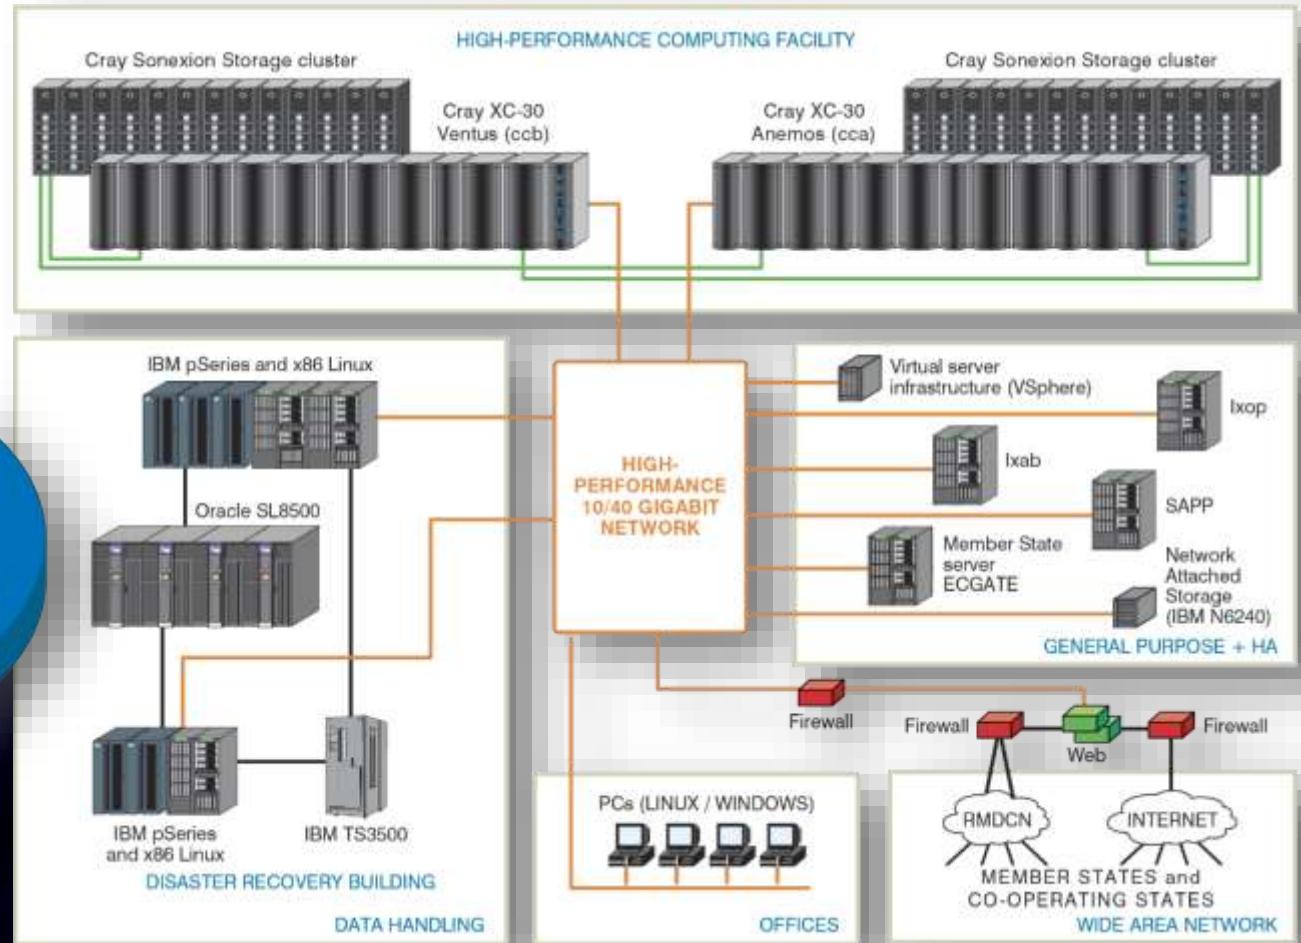 HIGH-PERFORMANCE COMPUTING FACILITY
Cray Sonexion Storage cluster
Cray Sonexion Storage cluster
Cray XC-30
Ventus (ccb)
Cray XC-30
Anemos (cca)
IBM pSeries and x86 Linux
Oracle SL8500
IBM pSeries
and x86 Linux
IBM TS3500
DISASTER RECOVERY BUILDING
DATA HANDLING
HIGH-
PERFORMANCE
10/40 GIGABIT
NETWORK
Virtual server
infrastructure (VSphere)
Ixop
Ixab
SAPP
Member State
server
ECGATE
Network
Attached
Storage
(IBM N6240)
GENERAL PURPOSE + HA
Firewall
Firewall
Web
Firewall
PCs (LINUX / WINDOWS)
OFFICES
RMDCN
INTERNET
MEMBER STATES and
CO-OPERATING STATES
WIDE AREA NETWORK